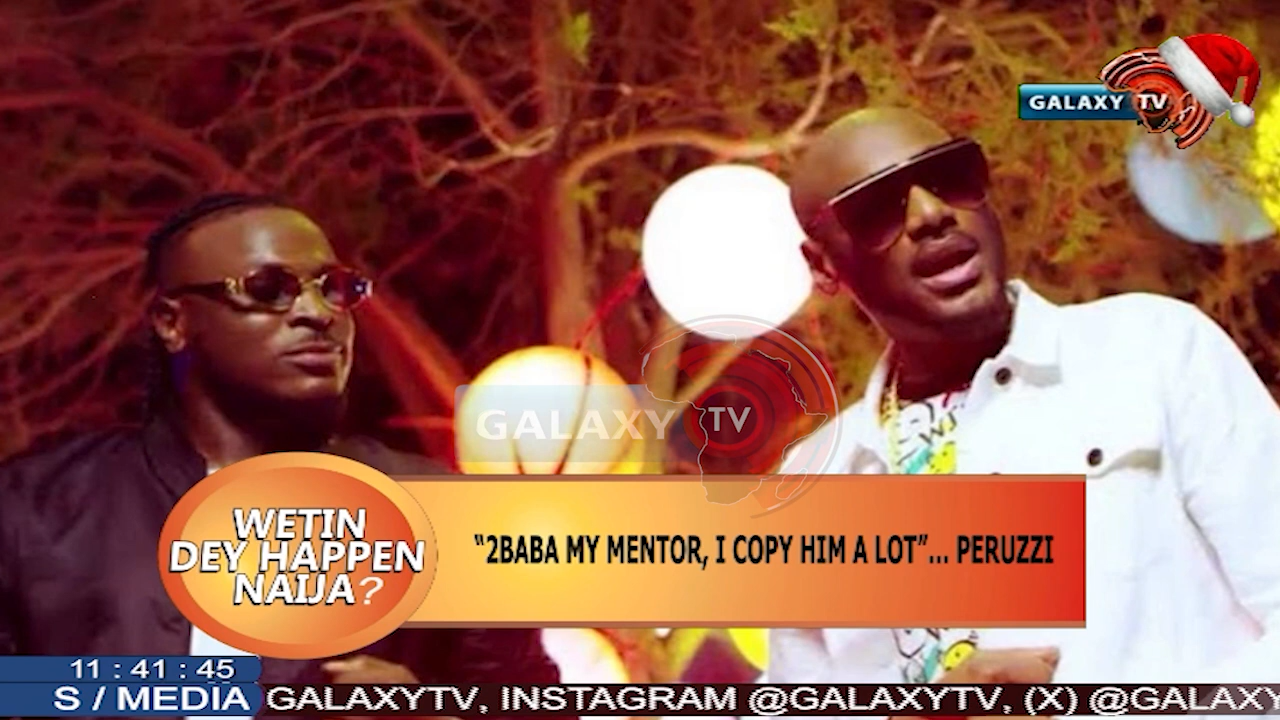 GALAXY TV
GALAXY TV
WETIN
DEY HAPPEN
NAIJA?
"2BABA MY MENTOR, I COPY HIM A LOT"... PERUZZI
11 : 41 : 45
S / MEDIA GALAXYTV, INSTAGRAM @GALAXYTV, (X) @GALAXY